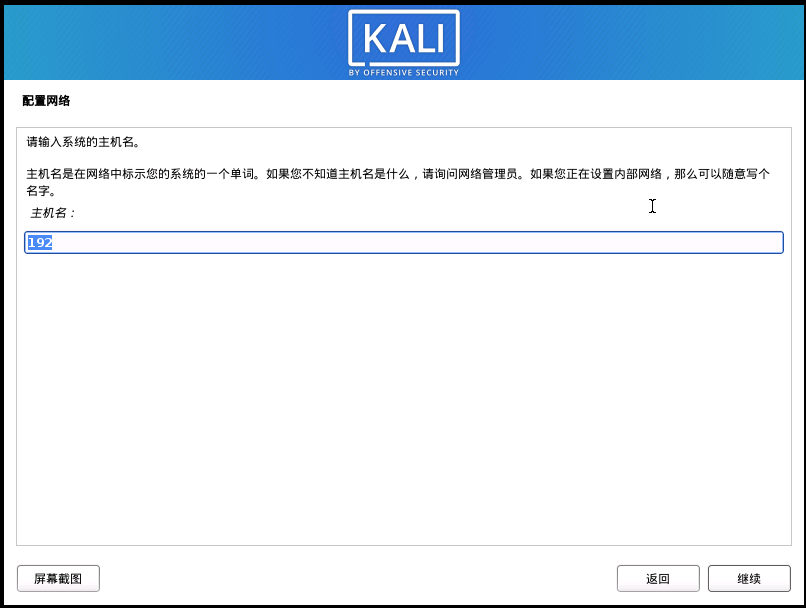 KALI
BY OFFENSIVE SECURITY
配置网络
请输入系统的主机名。
主机名是在网络中标示您的系统的一个单词。如果您不知道主机名是什么，请询问网络管理员。如果您正在设置内部网络，那么可以随意写个
名字。
主机名：
192
屏幕截图
返回
继续